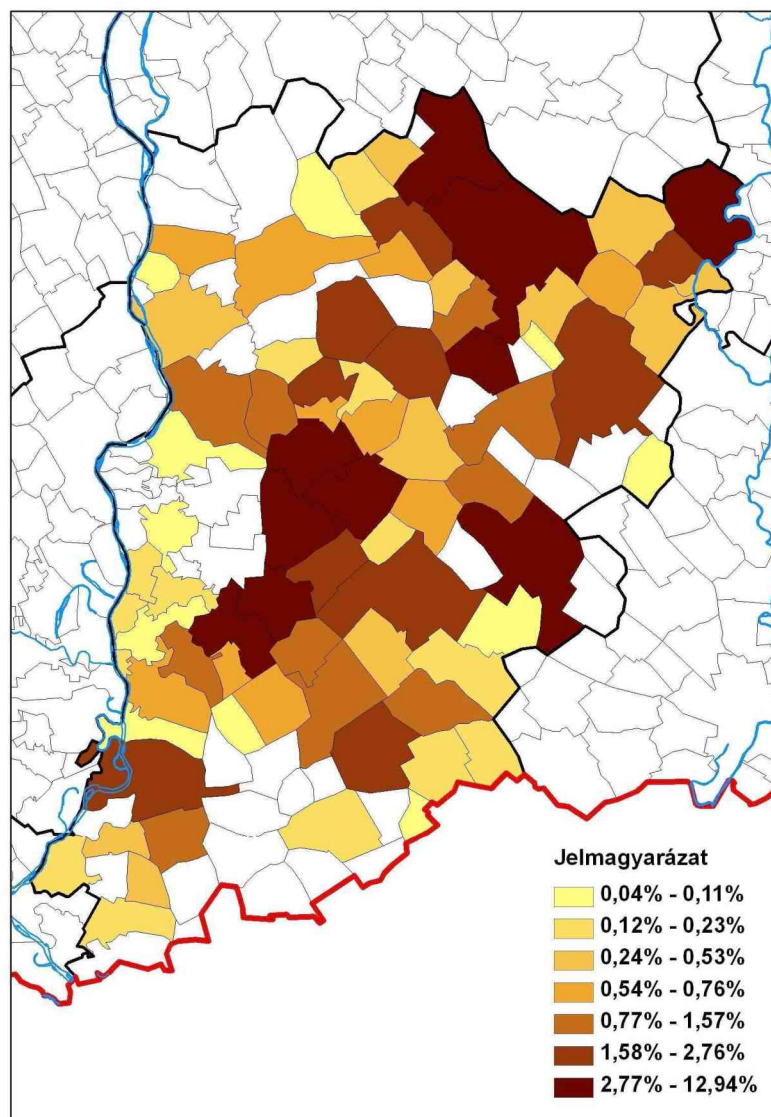 Jelmagyarázat
0,04% - 0,11%
0,12% - 0,23%
0,24% - 0,53%
0,54% - 0,76%
0,77% - 1,57%
1,58% - 2,76%
2,77% - 12,94%